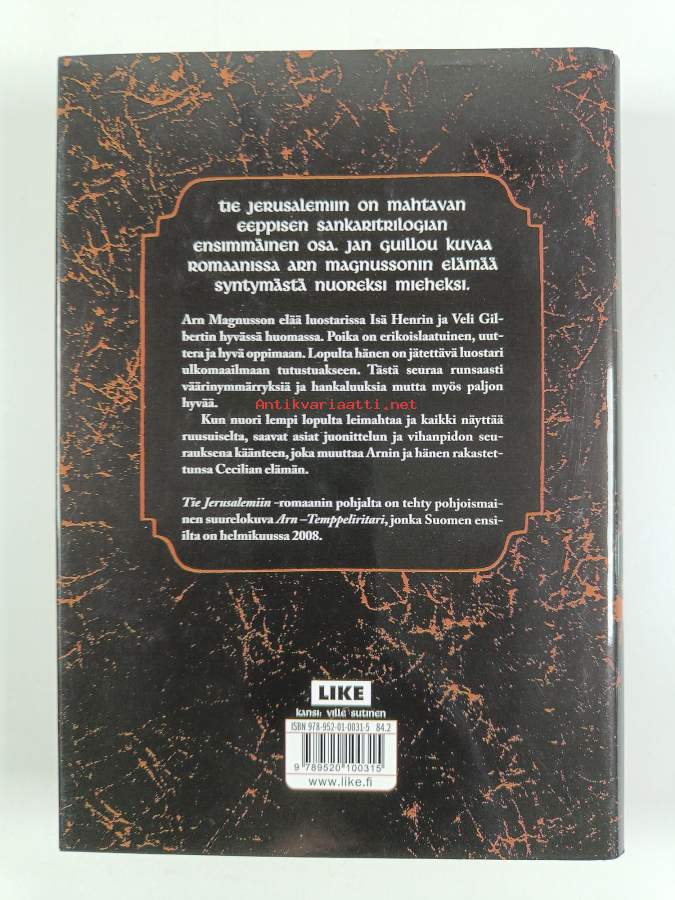 tie jerusalemiin on mahtavan
eeppisen sankaritrilogian
ensimmäinen osa. jan guillou kuvaa
romaanissa arn magnussonin elämää
syntymästä nuoreksi mieheksi.
Arn Magnusson elää luostarissa Isä Henrin ja Veli Gil-
bertin hyvässä huomassa. Poika on erikoislaatuinen, uut-
tera ja hyvä oppimaan. Lopulta hänen on jätettävä luostari
ulkomaailmaan tutustuakseen. Tästä seuraa runsaasti
väärinymmärryksiä ja hankaluuksia mutta myös paljon
hyvää.
Antikvariaatti.net
Kun nuori lempi lopulta leimahtaa ja kaikki näyttää
ruusuiselta, saavat asiat juonittelun ja vihanpidon seu-
rauksena käänteen, joka muuttaa Arnin ja hänen rakastet-
tunsa Cecilian elämän.
Tie Jerusalemiin -romaanin pohjalta on tehty pohjoismai-
nen suurelokuva Arn –Temppeliritari, jonka Suomen ensi-
ilta on helmikuussa 2008.
LIKE
kansi: ville sutinen
ISBN 978-952-01-0031-5 84.2
9 789520 100315
www.like.fi